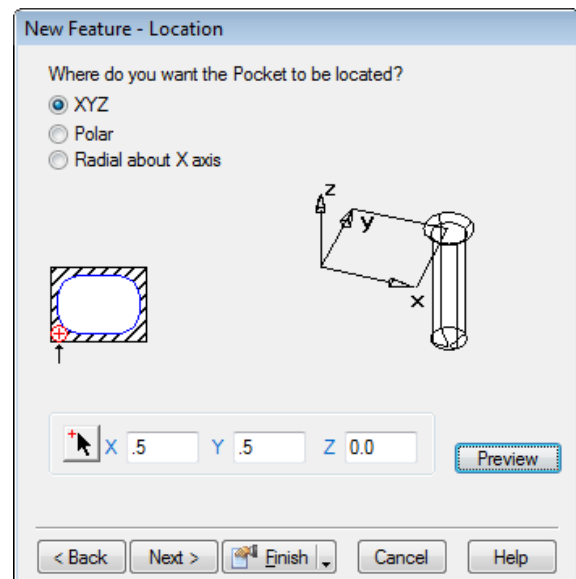 New Feature - Location
Where do you want the Pocket to be located?
XYZ
Polar
Radial about X axis
z
y
x
X .5 Y .5 Z 0.0
Preview
< Back Next > Finish Cancel Help